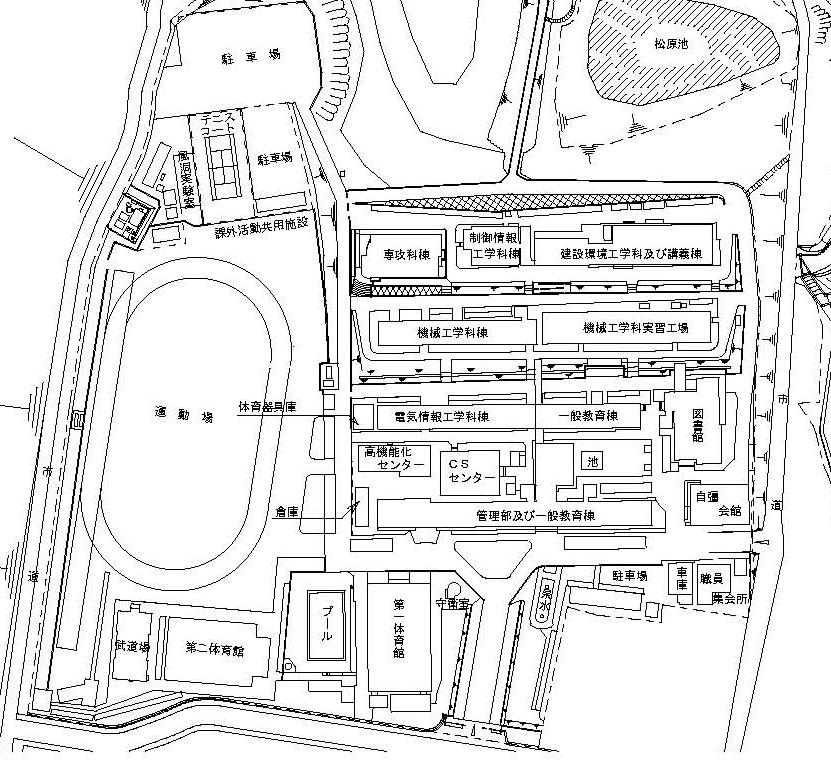 松原池
駐車場
テニス
コート
駐車場
風洞実験室
課外活動共用施設
専攻科棟
制御情報
工学科棟
建設環境工学科及び講義棟
機械工学科棟
機械工学科実習工場
運動場
体育器具庫
電気情報工学科棟
一般教育棟
図書館
市道
高機能化
センター
CS
センター
池
自彊
会館
倉庫
管理部及び一般教育棟
市道
駐車場
車庫
職員
集会所
プール
第一体育館
守衛室
泉水
武道場
第二体育館